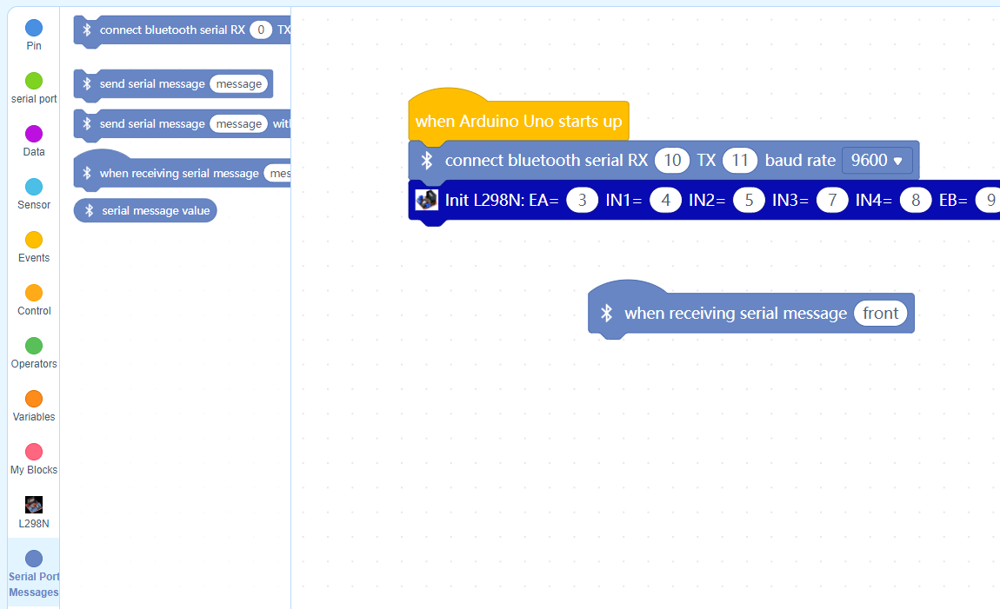 Pin
serial port
Data
Sensor
Events
Control
Operators
Variables
My Blocks
L298N
Serial Port
Messages
connect bluetooth serial RX 0 TX
send serial message message
send serial message message with
when receiving serial message mes
serial message value
when Arduino Uno starts up
connect bluetooth serial RX 10 TX 11 baud rate 9600
Init L298N: EA= 3 IN1= 4 IN2= 5 IN3= 7 IN4= 8 EB= 9
when receiving serial message front